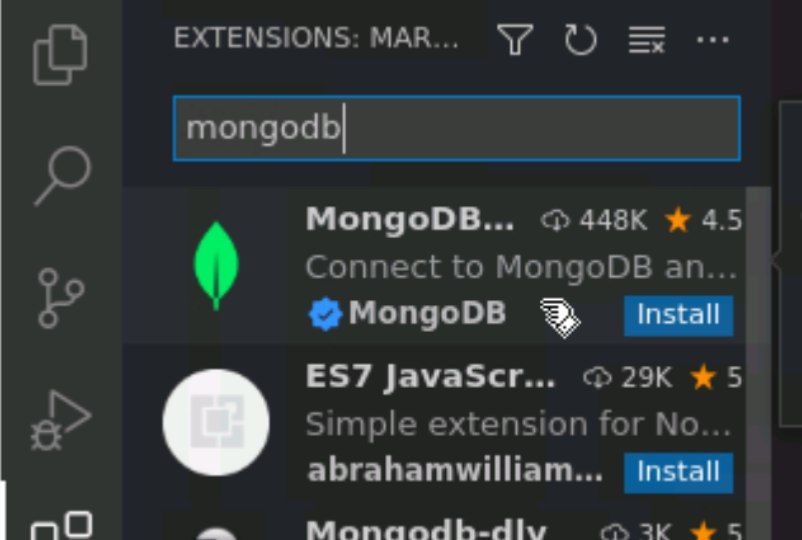 EXTENSIONS: MAR...
mongodb
MongoDB... 448K 4.5
Connect to MongoDB an...
MongoDB Install
ES7 JavaScr... 29K 5
Simple extension for No...
abrahamwilliam... Install
Mongodb-dly 3K 5